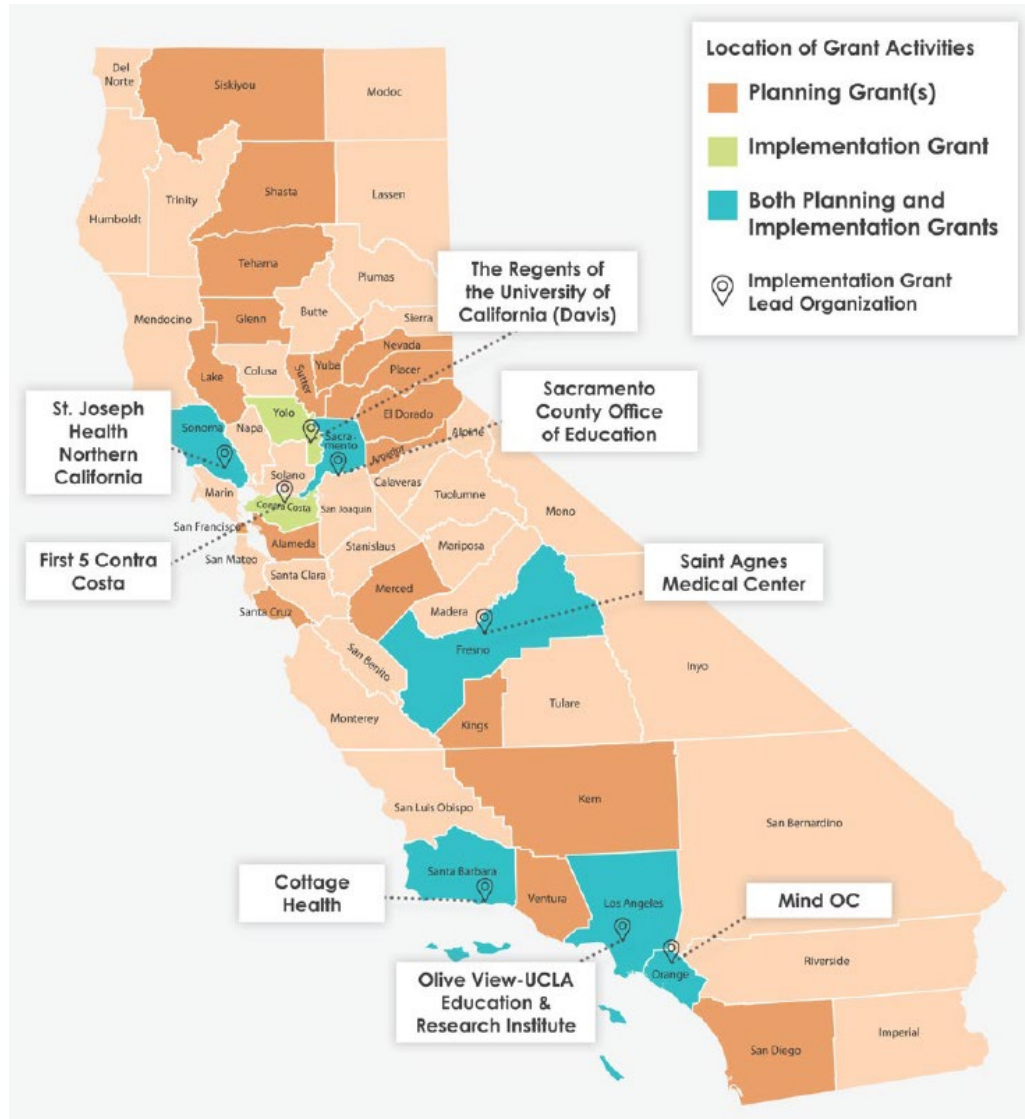 Location of Grant Activities
Planning Grant(s)
Implementation Grant
Both Planning and
Implementation Grants
Implementation Grant
Lead Organization
Del
Norte
Siskiyou
Modoc
Humboldt
Trinity
Shasta
Lassen
Tehama
Plumas
The Regents of
the University of
California (Davis)
Mendocino
Glenn
Butte
Sierra
Lake
Colusa
Sutter
Yuba
Nevada
Placer
El Dorado
St. Joseph
Health
Northern
California
Sonoma
Napa
Yolo
Sacra-
mento
Amador
Alpine
Sacramento
County Office
of Education
Marin
Solano
Contra Costa
San Joaquin
Calaveras
Tuolumne
Mono
San Francisco
Alameda
Stanislaus
Mariposa
First 5 Contra
Costa
San Mateo
Santa Clara
Merced
Madera
Saint Agnes
Medical Center
Santa Cruz
San Benito
Fresno
Inyo
Monterey
Kings
Tulare
San Luis Obispo
Kern
San Bernardino
Cottage
Health
Santa Barbara
Ventura
Los Angeles
Mind OC
Orange
Riverside
Olive View-UCLA
Education &
Research Institute
San Diego
Imperial